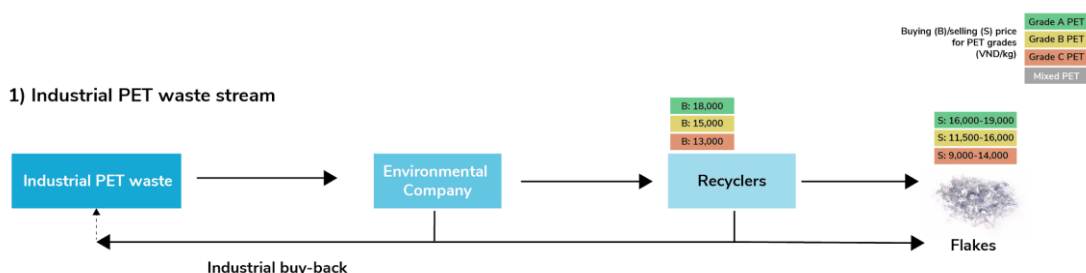 Buying (B)/selling (S) price
for PET grades
(VND/kg)
Grade A PET
Grade B PET
Grade C PET
Mixed PET
1) Industrial PET waste stream
B: 18,000
B: 15,000
B: 13,000
S: 16,000-19,000
S: 11,500-16,000
S: 9,000-14,000
Industrial PET waste
Environmental
Company
Recyclers
Flakes
Industrial buy-back